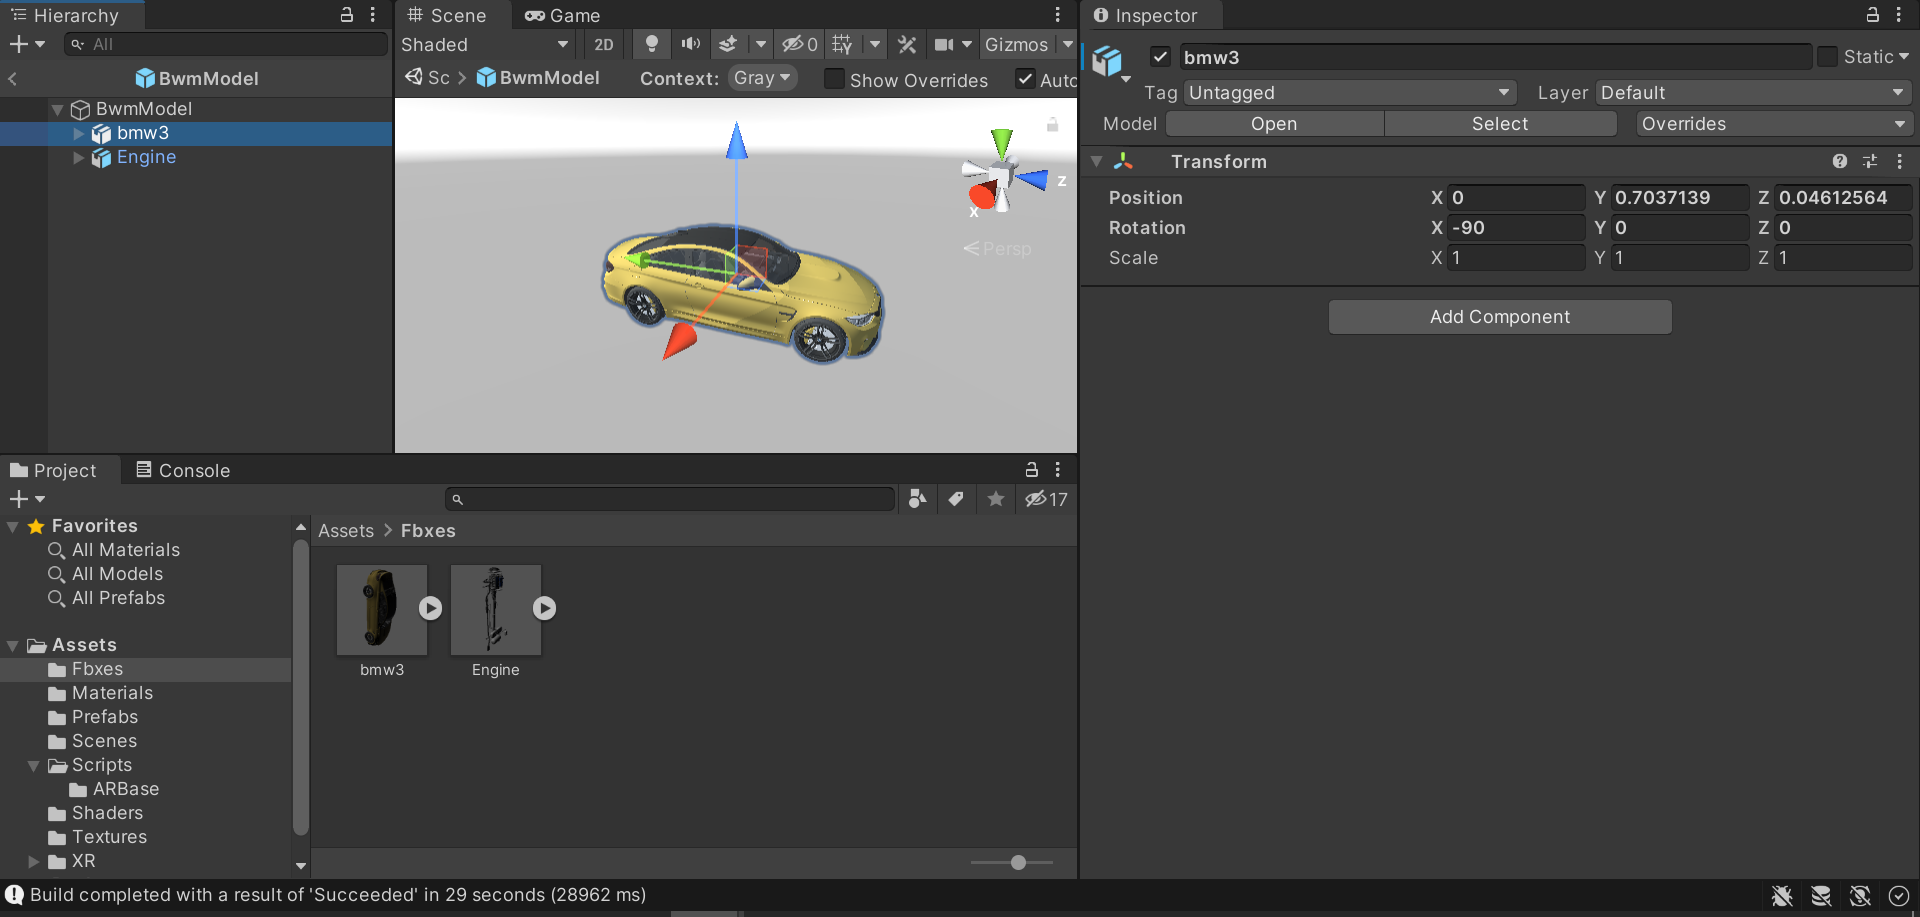 Hierarchy
All
BwmModel
BwmModel
bmw3
Engine
Scene
Game
Shaded
2D
0
Gizmos
Sc
BwmModel
Context:
Gray
Show Overrides
Auto
z
x
Persp
Inspector
bmw3
Static
Tag
Untagged
Layer
Default
Model
Open
Select
Overrides
Transform
Position
X 0
Y 0.7037139
Z 0.04612564
Rotation
X -90
Y 0
Z 0
Scale
X 1
Y 1
Z 1
Add Component
Project
Console
17
Favorites
All Materials
All Models
All Prefabs
Assets
Fbxes
Materials
Prefabs
Scenes
Scripts
ARBase
Shaders
Textures
XR
Assets > Fbxes
bmw3
Engine
Build completed with a result of 'Succeeded' in 29 seconds (28962 ms)